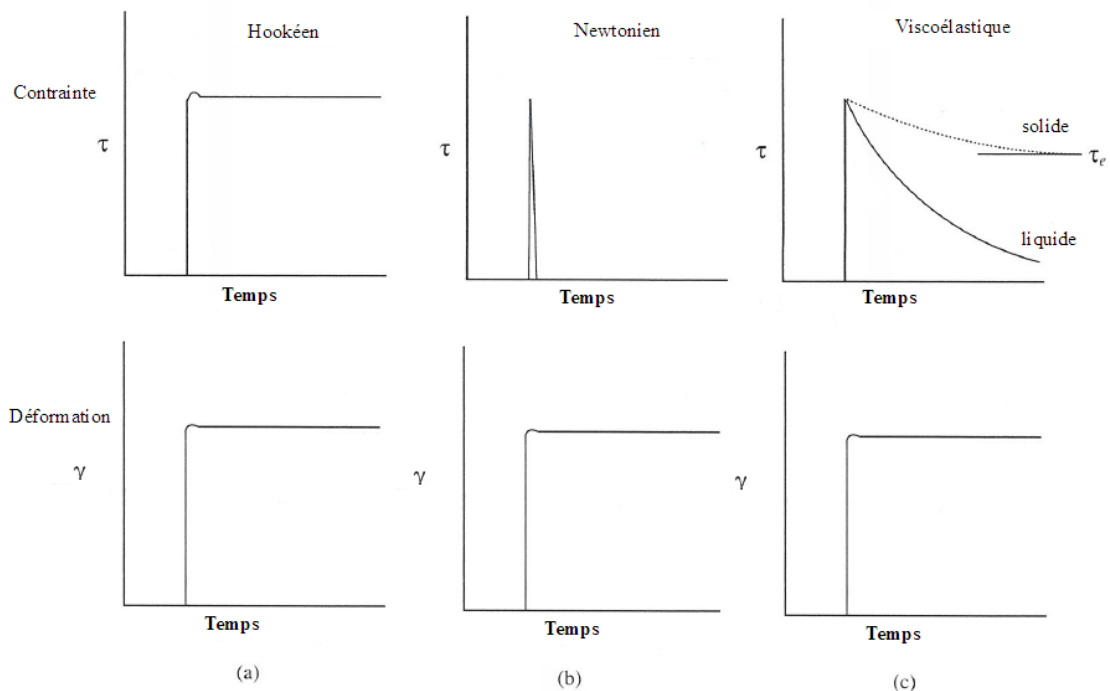 Hookéen
Newtonien
Viscoélastique
Contrainte
τ
τ
τ
solide
τe
liquide
Temps
Temps
Temps
Déformation
γ
γ
γ
Temps
Temps
Temps
(a)
(b)
(c)